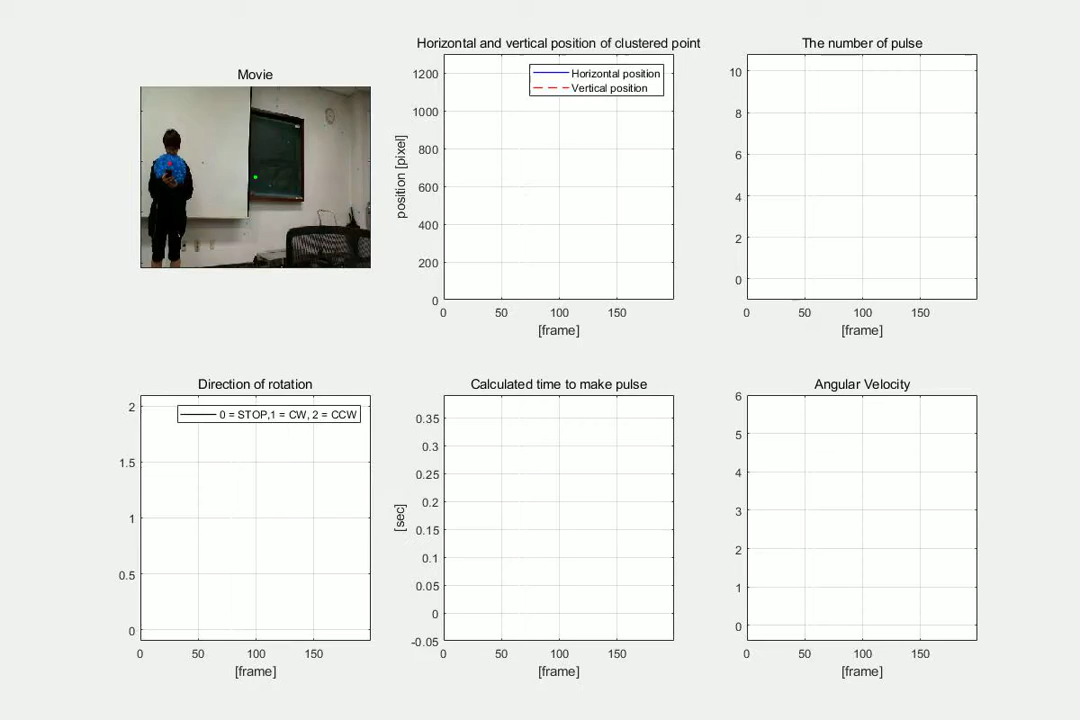 Movie
Horizontal and vertical position of clustered point
1200
1000
800
600
400
200
0
position [pixel]
Horizontal position
Vertical position
0 50 100 150
[frame]
The number of pulse
10
8
6
4
2
0
0 50 100 150
[frame]
Direction of rotation
2
1.5
1
0.5
0
0 = STOP,1 = CW, 2 = CCW
0 50 100 150
[frame]
Calculated time to make pulse
0.35
0.3
0.25
0.2
0.15
0.1
0.05
0
-0.05
[sec]
0 50 100 150
[frame]
Angular Velocity
6
5
4
3
2
1
0
0 50 100 150
[frame]